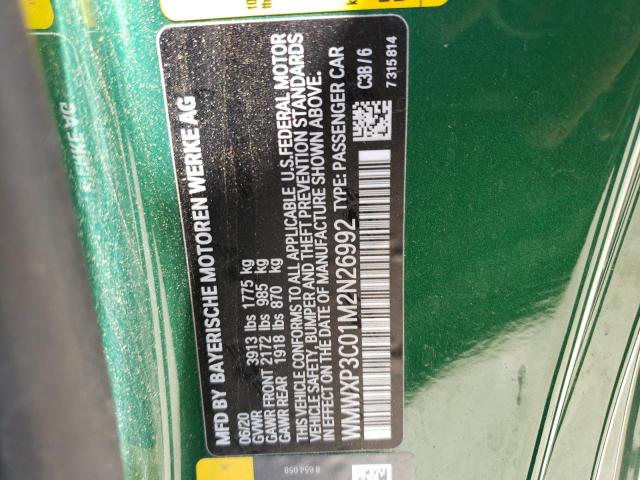 MFD BY BAYERISCHE MOTOREN WERKE AG
06/20
GVWR 3913 lbs 1775 kg
GAWR FRONT 2172 lbs 985 kg
GAWR REAR 1918 lbs 870 kg
THIS VEHICLE CONFORMS TO ALL APPLICABLE U.S. FEDERAL MOTOR
VEHICLE SAFETY, BUMPER AND THEFT PREVENTION STANDARDS
IN EFFECT ON THE DATE OF MANUFACTURE SHOWN ABOVE.
WMWXP3C01M2N26992 TYPE: PASSENGER CAR
C3B / 6
7 315 814
8 654 058